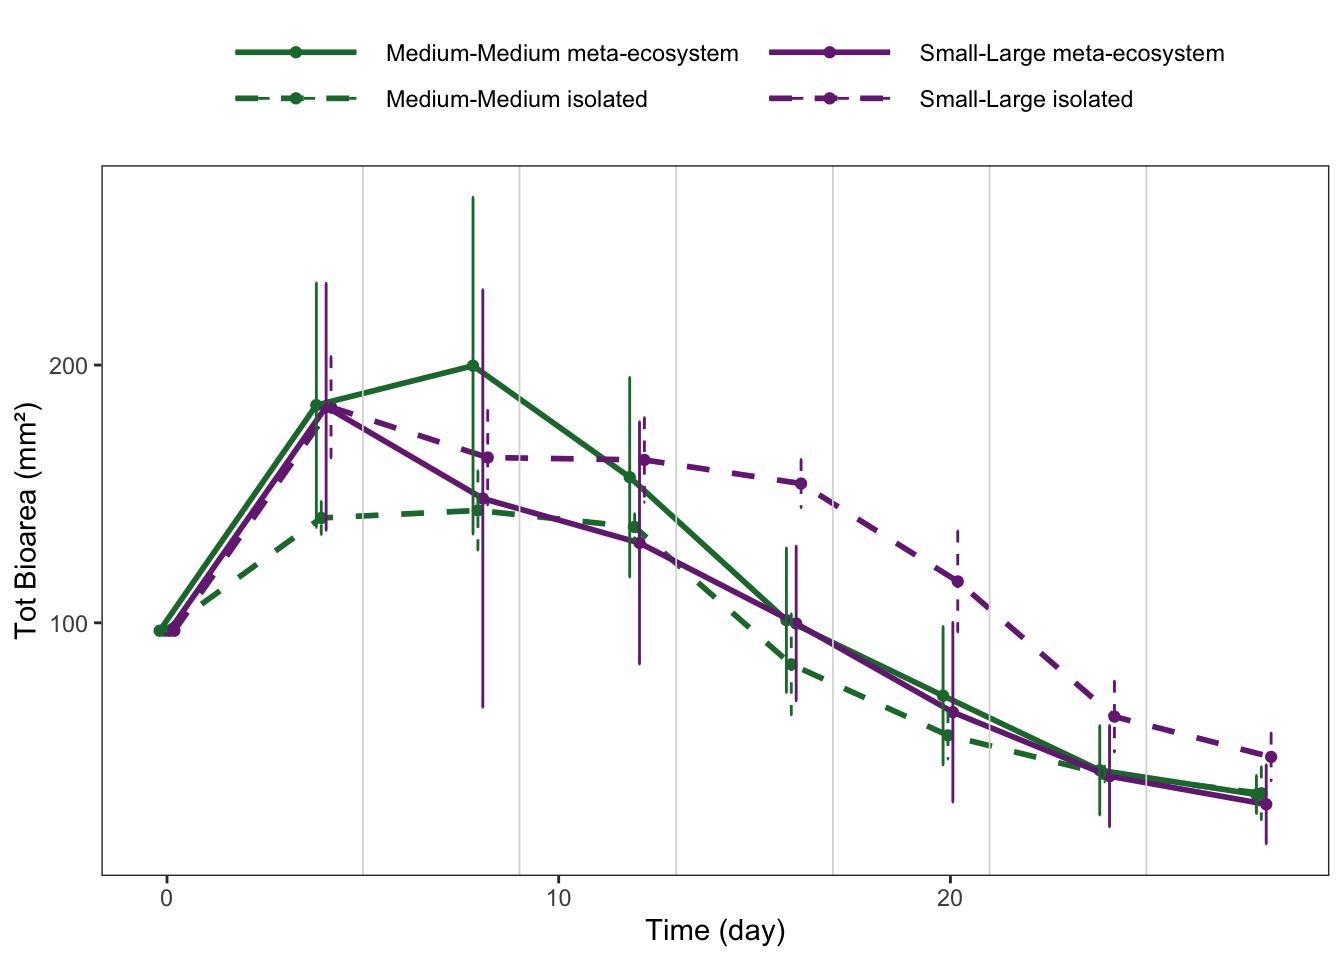 Medium-Medium meta-ecosystem
Small-Large meta-ecosystem
Medium-Medium isolated
Small-Large isolated
Tot Bioarea (mm²)
200
100
0
10
20
Time (day)